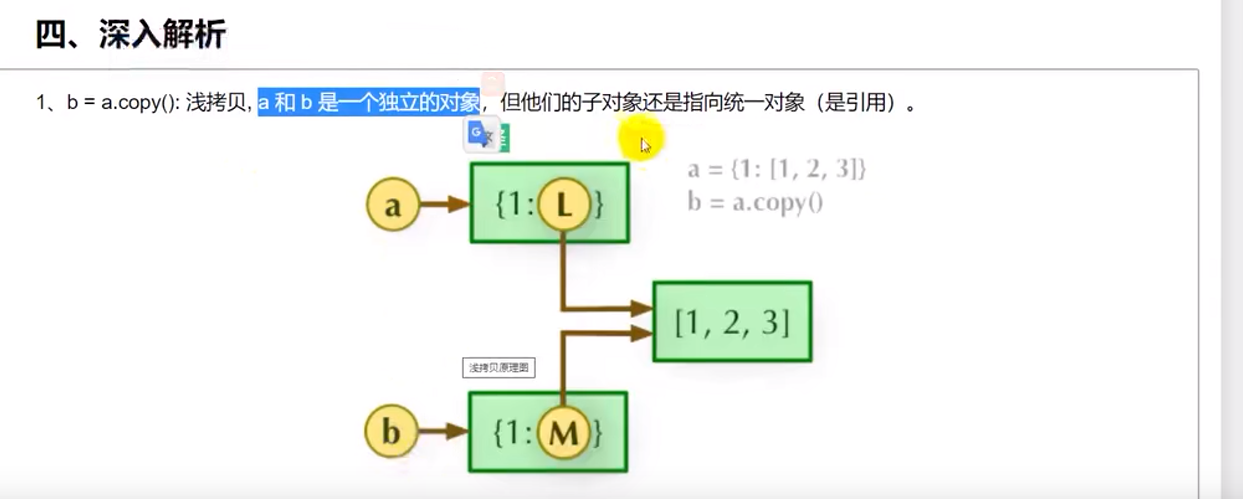 四、深入解析
1、b = a.copy(): 浅拷贝, a 和 b 是一个独立的对象，但他们的子对象还是指向统一对象（是引用）。
a = {1: [1, 2, 3]}
b = a.copy()
a
{1: L }
[1, 2, 3]
浅拷贝原理图
b
{1: M }